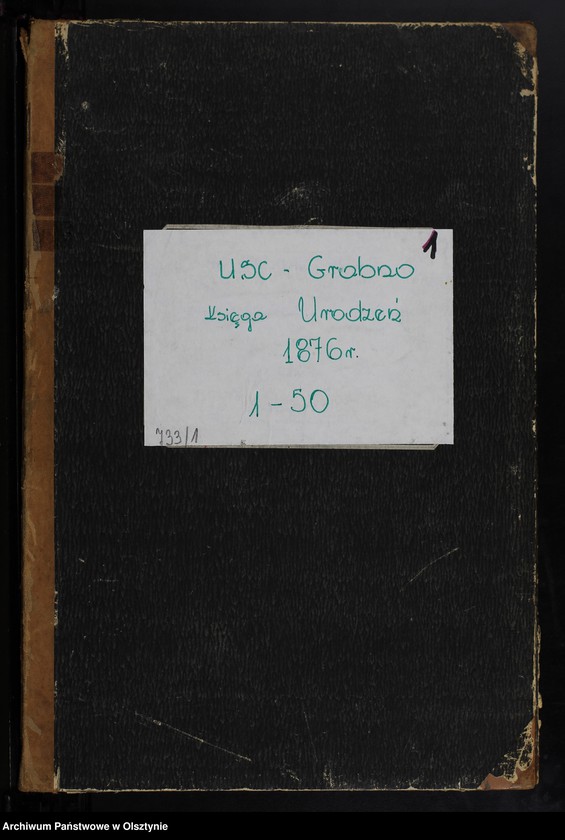 1
USC - Grabno
Księga Urodzeń
1876 r.
1 - 50
733/1
Archiwum Państwowe w Olsztynie